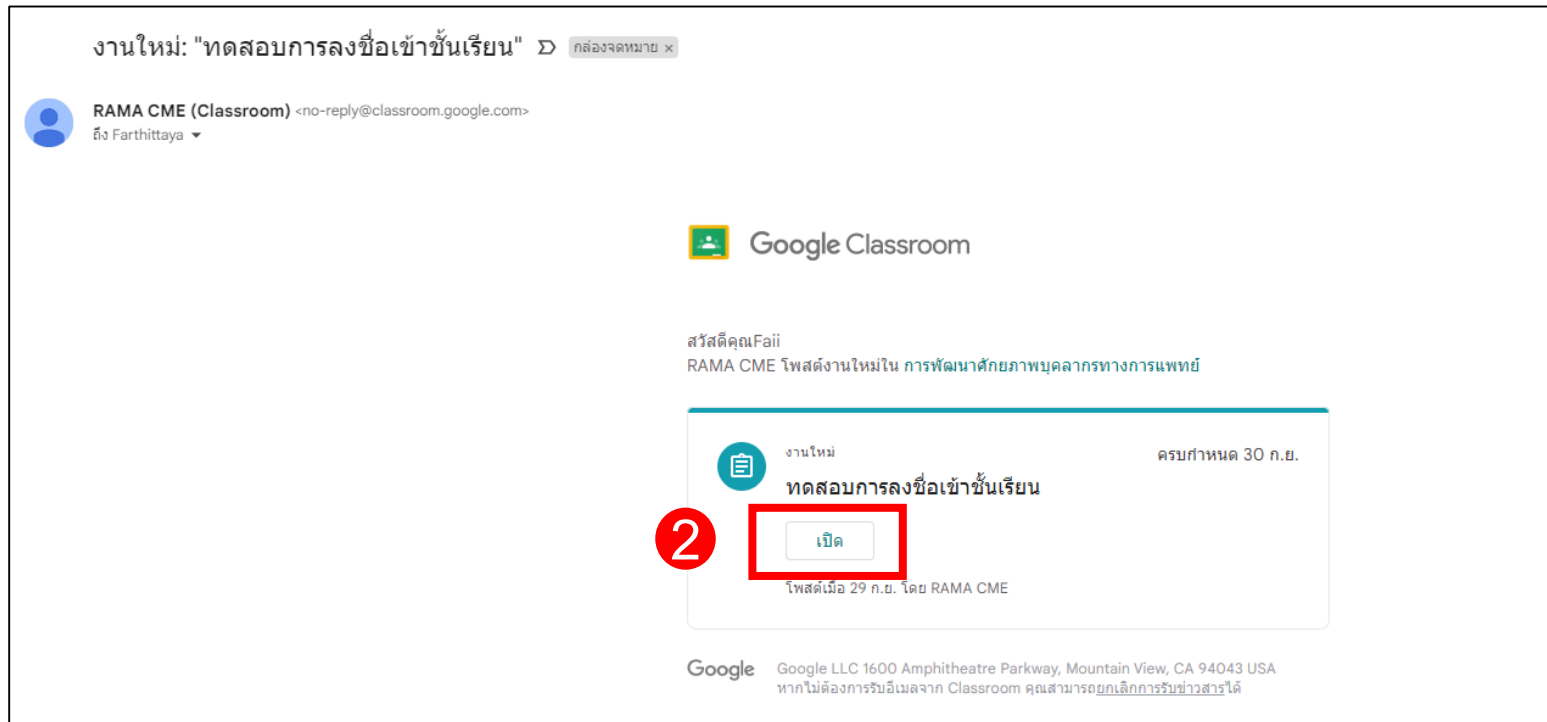 งานใหม่: "ทดสอบการลงชื่อเข้าชั้นเรียน" กล่องจดหมาย ×
RAMA CME (Classroom) <no-reply@classroom.google.com>
ถึง Farthittaya
Google Classroom
สวัสดีคุณFaii
RAMA CME โพสต์งานใหม่ใน การพัฒนาศักยภาพบุคลากรทางการแพทย์
งานใหม่ ครบกำหนด 30 ก.ย.
ทดสอบการลงชื่อเข้าชั้นเรียน
2 เปิด
โพสต์เมื่อ 29 ก.ย. โดย RAMA CME
Google Google LLC 1600 Amphitheatre Parkway, Mountain View, CA 94043 USA
หากไม่ต้องการรับอีเมลจาก Classroom คุณสามารถยกเลิกการรับข่าวสารได้